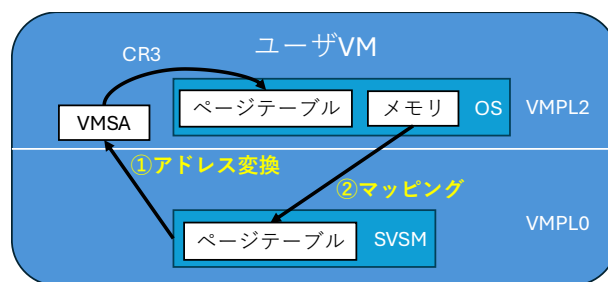 ユーザVM
CR3
ページテーブル
メモリ
OS
VMPL2
VMSA
①アドレス変換
②マッピング
ページテーブル
SVSM
VMPL0